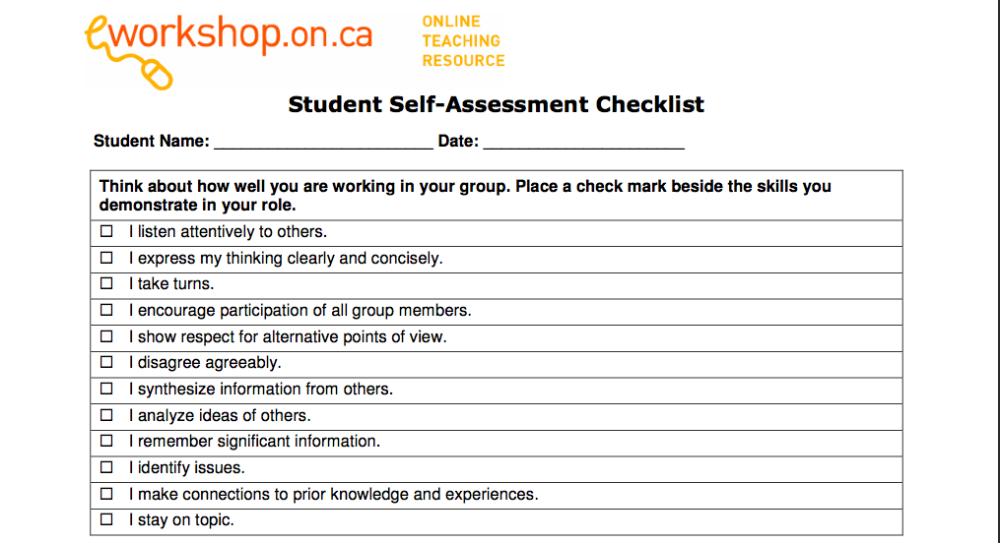 eworkshop.on.ca
ONLINE
TEACHING
RESOURCE
Student Self-Assessment Checklist
Student Name: ________________________ Date: ______________________
Think about how well you are working in your group. Place a check mark beside the skills you
demonstrate in your role.
☐ I listen attentively to others.
☐ I express my thinking clearly and concisely.
☐ I take turns.
☐ I encourage participation of all group members.
☐ I show respect for alternative points of view.
☐ I disagree agreeably.
☐ I synthesize information from others.
☐ I analyze ideas of others.
☐ I remember significant information.
☐ I identify issues.
☐ I make connections to prior knowledge and experiences.
☐ I stay on topic.